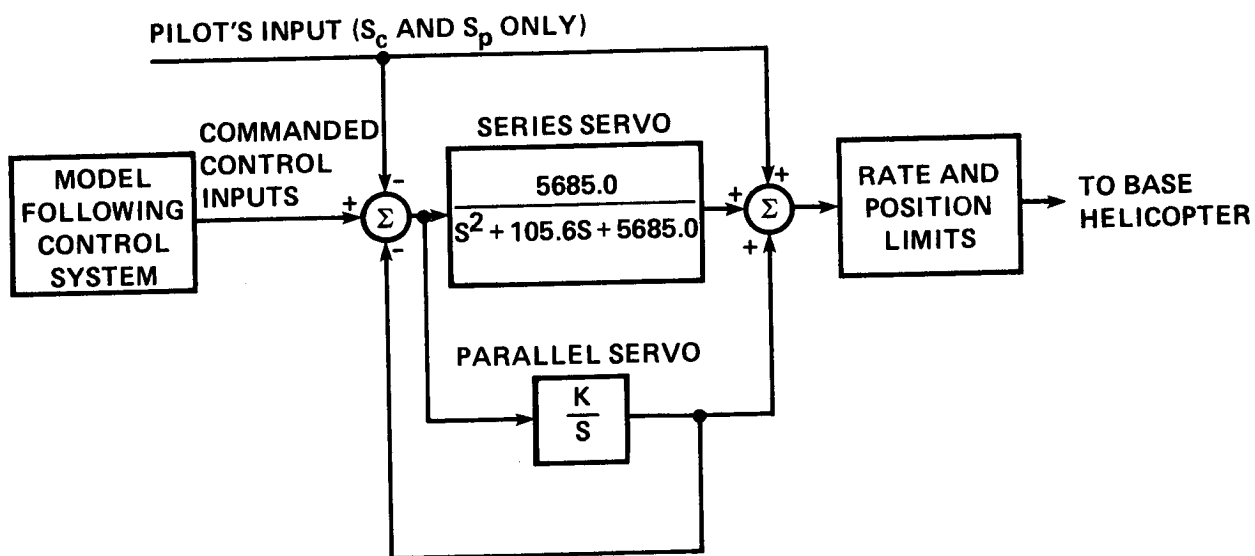 PILOT'S INPUT (Sc AND Sp ONLY)
COMMANDED
CONTROL
INPUTS
SERIES SERVO
MODEL
FOLLOWING
CONTROL
SYSTEM
+
-
-
Σ
5685.0
S² + 105.6S + 5685.0
+
+
+
Σ
RATE AND
POSITION
LIMITS
TO BASE
HELICOPTER
PARALLEL SERVO
K
S